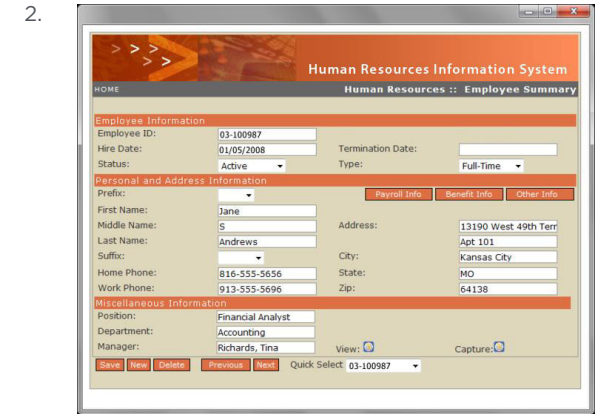 2.
> > >
> >
Human Resources Information System
HOME Human Resources :: Employee Summary
Employee Information
Employee ID: 03-100987
Hire Date: 01/05/2008 Termination Date:
Status: Active Type: Full-Time
Personal and Address Information
Prefix: Payroll Info Benefit Info Other Info
First Name: Jane
Middle Name: S Address: 13190 West 49th Terr
Last Name: Andrews Apt 101
Suffix: City: Kansas City
Home Phone: 816-555-5656 State: MO
Work Phone: 913-555-5696 Zip: 64138
Miscellaneous Information
Position: Financial Analyst
Department: Accounting
Manager: Richards, Tina View: Capture:
Save New Delete Previous Next Quick Select 03-100987